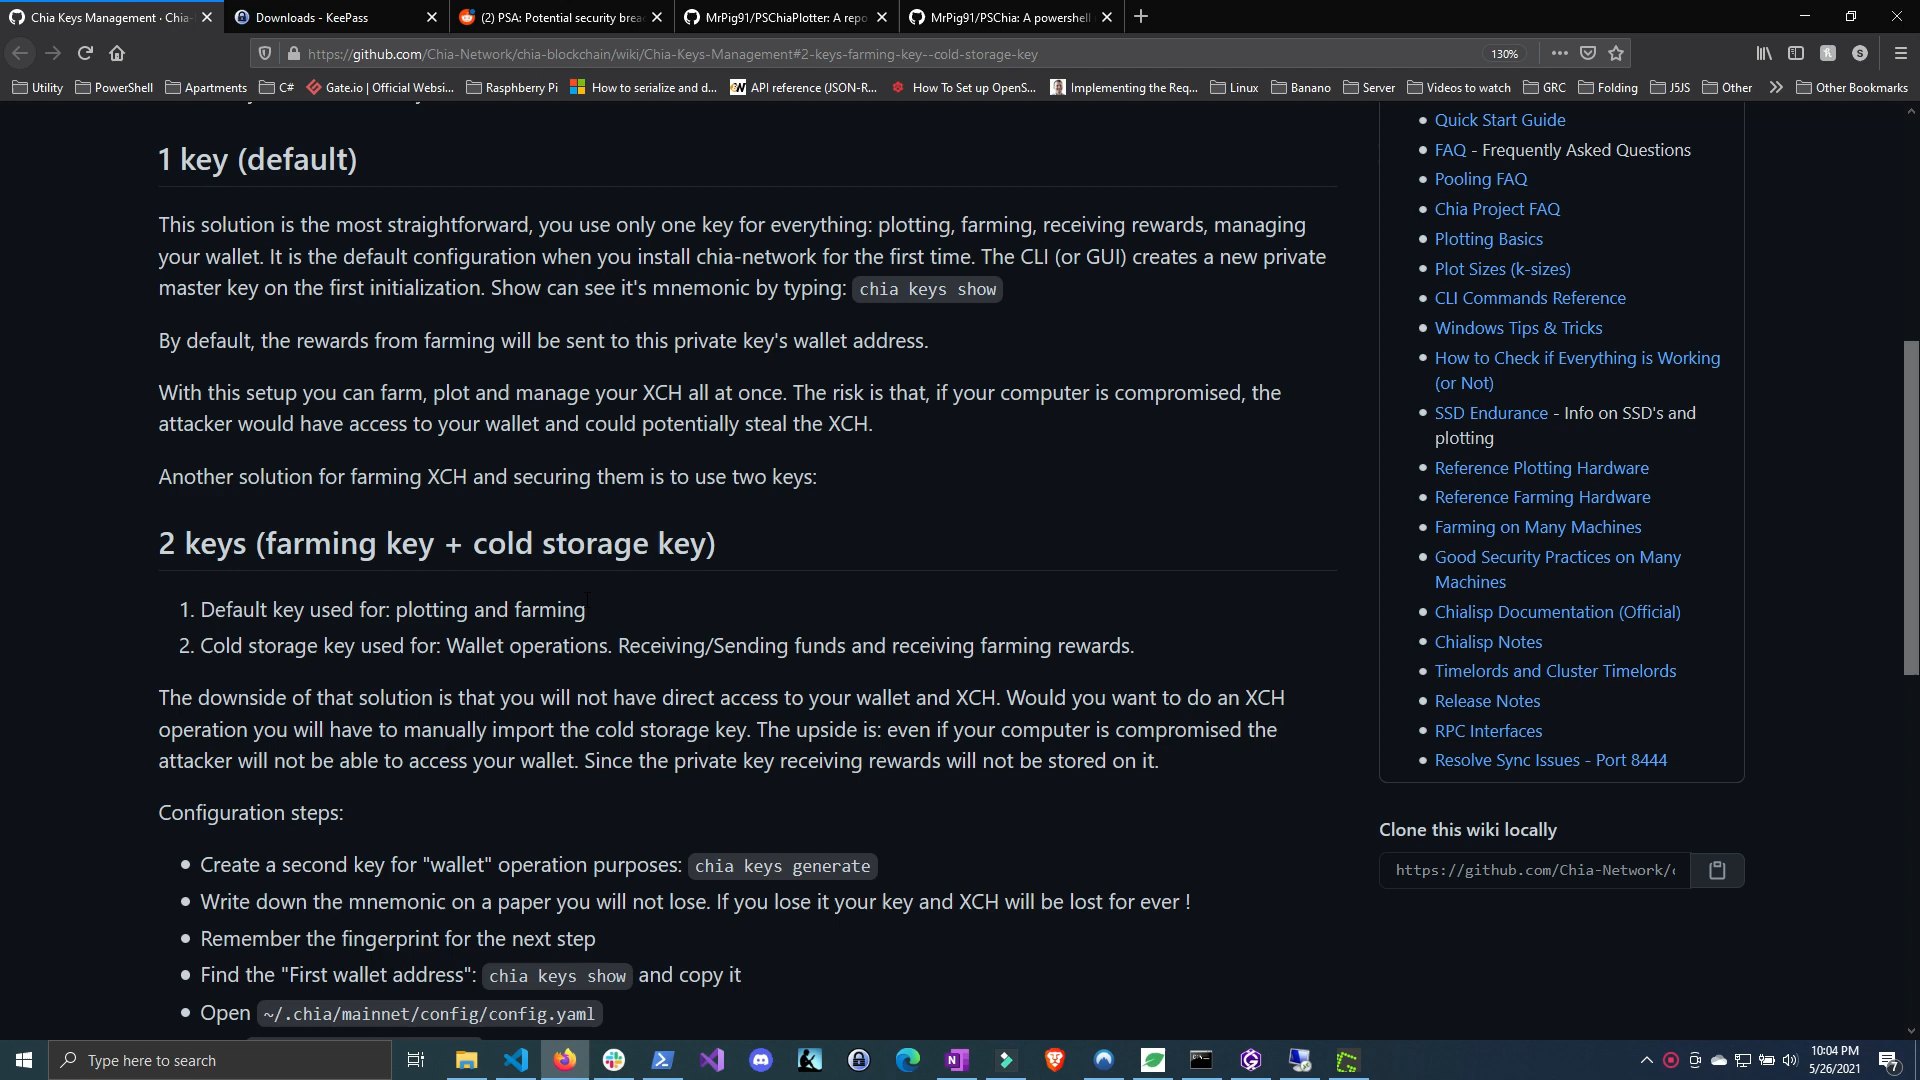 Chia Keys Management · Chia-
Downloads - KeePass
(2) PSA: Potential security brea
MrPig91/PSChiaPlotter: A repo
MrPig91/PSChia: A powershell
https://github.com/Chia-Network/chia-blockchain/wiki/Chia-Keys-Management#2-keys-farming-key--cold-storage-key
130%
Utility
PowerShell
Apartments
C#
Gate.io | Official Websi...
Raspberry Pi
How to serialize and d...
API reference (JSON-R...
How To Set up OpenS...
Implementing the Req...
Linux
Banano
Server
Videos to watch
GRC
Folding
J5JS
Other
Other Bookmarks
1 key (default)
This solution is the most straightforward, you use only one key for everything: plotting, farming, receiving rewards, managing
your wallet. It is the default configuration when you install chia-network for the first time. The CLI (or GUI) creates a new private
master key on the first initialization. Show can see it's mnemonic by typing: chia keys show
By default, the rewards from farming will be sent to this private key's wallet address.
With this setup you can farm, plot and manage your XCH all at once. The risk is that, if your computer is compromised, the
attacker would have access to your wallet and could potentially steal the XCH.
Another solution for farming XCH and securing them is to use two keys:
2 keys (farming key + cold storage key)
1. Default key used for: plotting and farming
2. Cold storage key used for: Wallet operations. Receiving/Sending funds and receiving farming rewards.
The downside of that solution is that you will not have direct access to your wallet and XCH. Would you want to do an XCH
operation you will have to manually import the cold storage key. The upside is: even if your computer is compromised the
attacker will not be able to access your wallet. Since the private key receiving rewards will not be stored on it.
Configuration steps:
Create a second key for "wallet" operation purposes: chia keys generate
Write down the mnemonic on a paper you will not lose. If you lose it your key and XCH will be lost for ever !
Remember the fingerprint for the next step
Find the "First wallet address": chia keys show and copy it
Open ~/.chia/mainnet/config/config.yaml
Quick Start Guide
FAQ - Frequently Asked Questions
Pooling FAQ
Chia Project FAQ
Plotting Basics
Plot Sizes (k-sizes)
CLI Commands Reference
Windows Tips & Tricks
How to Check if Everything is Working
(or Not)
SSD Endurance - Info on SSD's and
plotting
Reference Plotting Hardware
Reference Farming Hardware
Farming on Many Machines
Good Security Practices on Many
Machines
Chialisp Documentation (Official)
Chialisp Notes
Timelords and Cluster Timelords
Release Notes
RPC Interfaces
Resolve Sync Issues - Port 8444
Clone this wiki locally
https://github.com/Chia-Network/c
Type here to search
10:04 PM
5/26/2021
7